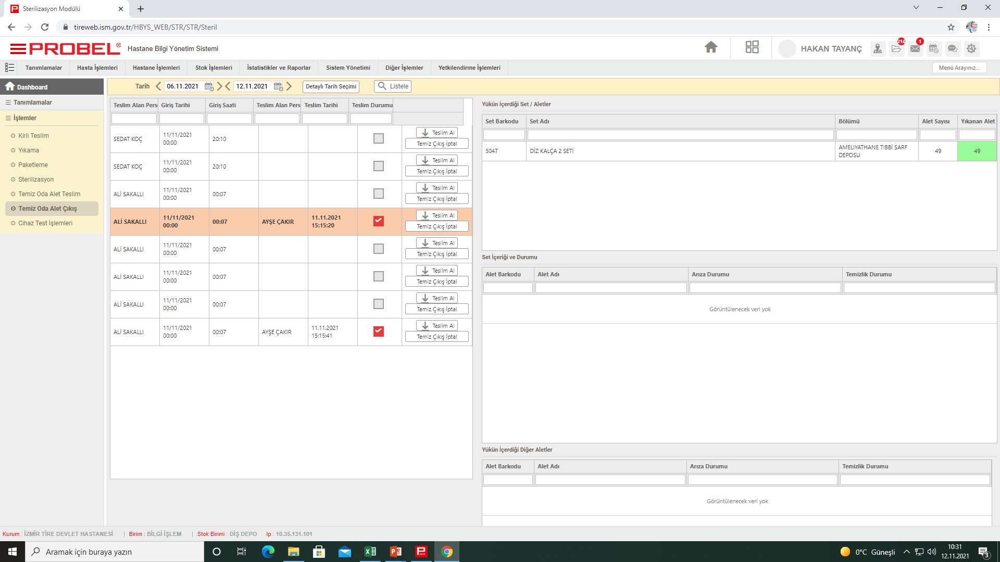 Sterilizasyon Modülü
tireweb.ism.gov.tr/HBYS_WEB/STR/STR/Steril
PROBEL® Hastane Bilgi Yönetim Sistemi
HAKAN TAYANÇ 214 1
Tanımlamalar Hasta İşlemleri Hastane İşlemleri Stok İşlemleri İstatistikler ve Raporlar Sistem Yönetimi Diğer İşlemler Yetkilendirme İşlemleri Menü Arayınız...
Dashboard
Tanımlamalar
İşlemler
Kirli Teslim
Yıkama
Paketleme
Sterilizasyon
Temiz Oda Alet Teslim
Temiz Oda Alet Çıkış
Cihaz Test İşlemleri
Tarih 06.11.2021 12.11.2021 Detaylı Tarih Seçimi Listele
Teslim Alan Pers Giriş Tarihi Giriş Saati Teslim Alan Pers Teslim Tarihi Teslim Durumu
SEDAT KOÇ 11/11/2021 00:00 20:10 Teslim Al
Temiz Çıkış İptal
SEDAT KOÇ 11/11/2021 00:00 20:10 Teslim Al
Temiz Çıkış İptal
ALİ SAKALLI 11/11/2021 00:00 00:07 Teslim Al
Temiz Çıkış İptal
ALİ SAKALLI 11/11/2021 00:00 00:07 AYŞE ÇAKIR 11.11.2021 15:15:20 Teslim Al
Temiz Çıkış İptal
ALİ SAKALLI 11/11/2021 00:00 00:07 Teslim Al
Temiz Çıkış İptal
ALİ SAKALLI 11/11/2021 00:00 00:07 Teslim Al
Temiz Çıkış İptal
ALİ SAKALLI 11/11/2021 00:00 00:07 Teslim Al
Temiz Çıkış İptal
ALİ SAKALLI 11/11/2021 00:00 00:07 AYŞE ÇAKIR 11.11.2021 15:15:41 Teslim Al
Temiz Çıkış İptal
Yükün İçerdiği Set / Aletler
Set Barkodu Set Adı Bölümü Alet Sayısı Yıkanan Alet
5047 DİZ KALÇA 2 SETİ AMELIYATHANE TIBBİ SARF DEPOSU 49 49
Set İçeriği ve Durumu
Alet Barkodu Alet Adı Arıza Durumu Temizlik Durumu
Görüntülenecek veri yok
Yükün İçerdiği Diğer Aletler
Alet Barkodu Alet Adı Arıza Durumu Temizlik Durumu
Görüntülenecek veri yok
Kurum : İZMİR TİRE DEVLET HASTANESİ | Birim : BİLGİ İŞLEM | Stok Birimi : DİŞ DEPO Ip : 10.35.131.101
Aramak için buraya yazın
0°C Güneşli
10:31
12.11.2021
3